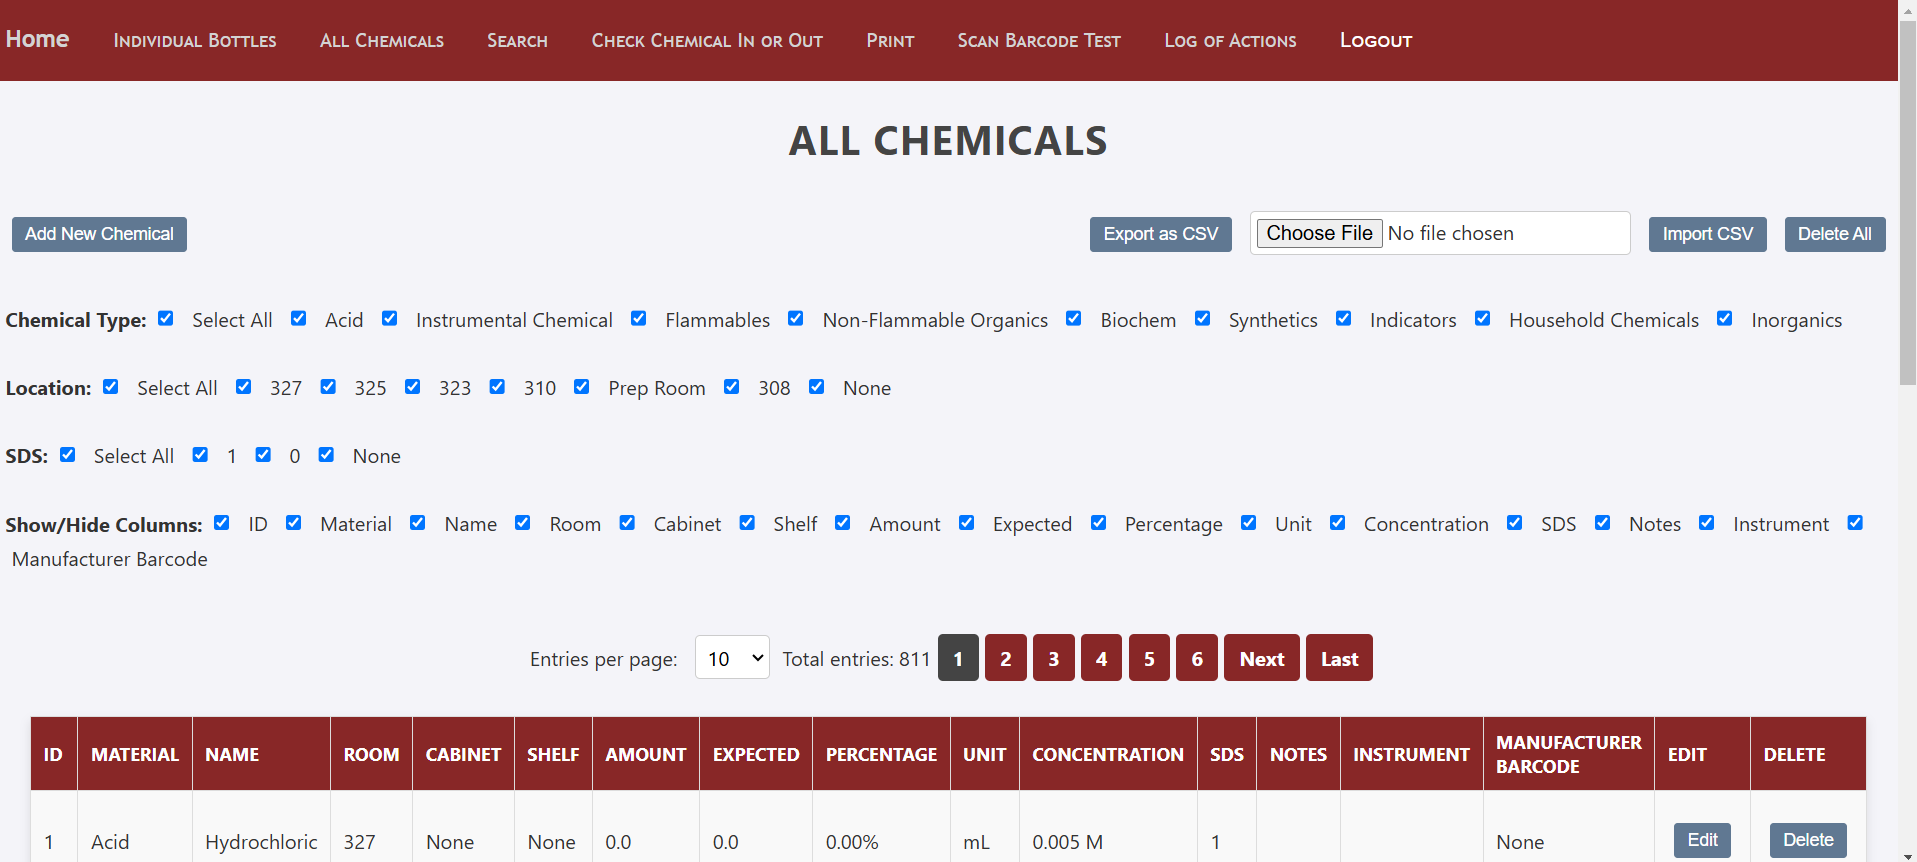 Home Individual Bottles All Chemicals Search Check Chemical In or Out Print Scan Barcode Test Log of Actions Logout
ALL CHEMICALS
Add New Chemical Export as CSV Choose File No file chosen Import CSV Delete All
Chemical Type: Select All Acid Instrumental Chemical Flammables Non-Flammable Organics Biochem Synthetics Indicators Household Chemicals Inorganics
Location: Select All 327 325 323 310 Prep Room 308 None
SDS: Select All 1 0 None
Show/Hide Columns: ID Material Name Room Cabinet Shelf Amount Expected Percentage Unit Concentration SDS Notes Instrument
Manufacturer Barcode
Entries per page: 10 Total entries: 811 1 2 3 4 5 6 Next Last
ID MATERIAL NAME ROOM CABINET SHELF AMOUNT EXPECTED PERCENTAGE UNIT CONCENTRATION SDS NOTES INSTRUMENT MANUFACTURER BARCODE EDIT DELETE
1 Acid Hydrochloric 327 None None 0.0 0.0 0.00% mL 0.005 M 1 None Edit Delete